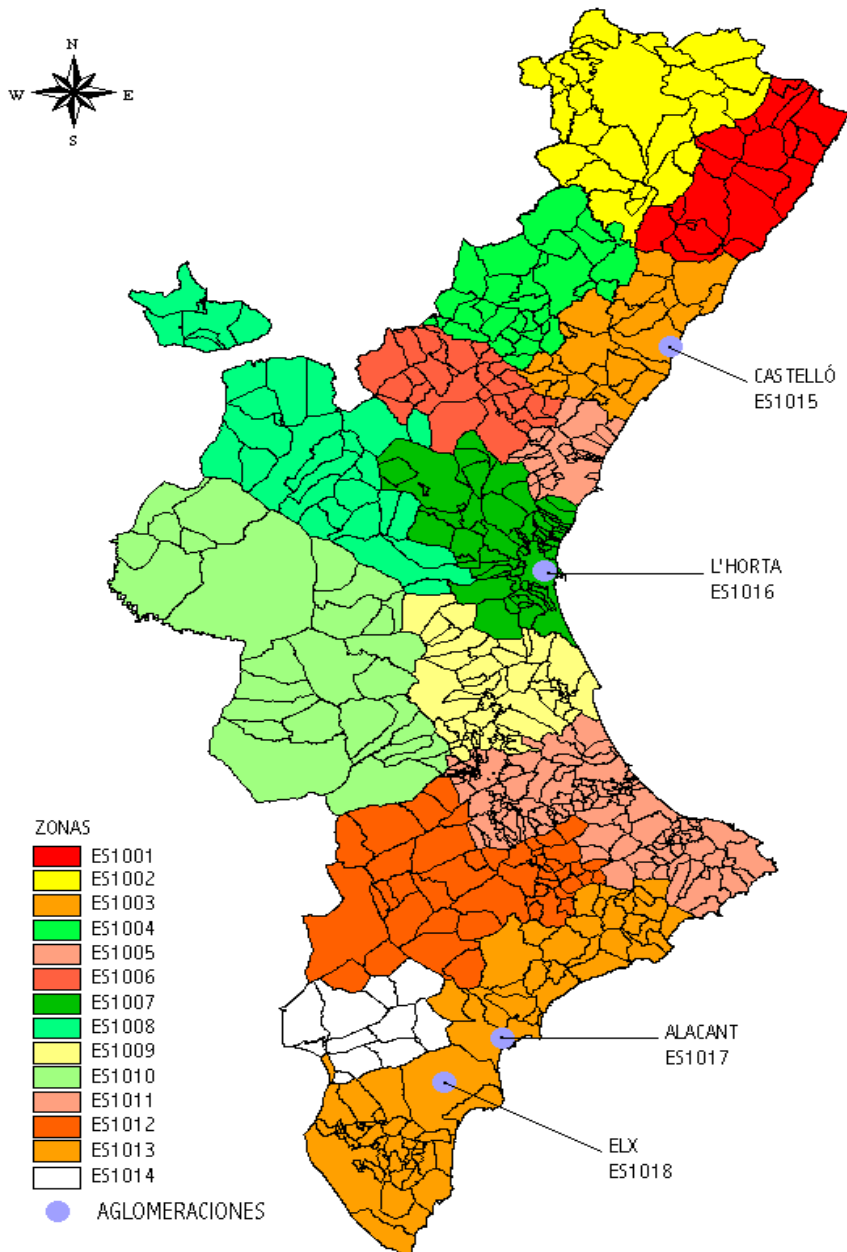 N
W
E
S
CASTELLÓ
ES1015
L'HORTA
ES1016
ZONAS
ES1001
ES1002
ES1003
ES1004
ES1005
ES1006
ES1007
ES1008
ES1009
ES1010
ES1011
ES1012
ES1013
ES1014
AGLOMERACIONES
ALACANT
ES1017
ELX
ES1018